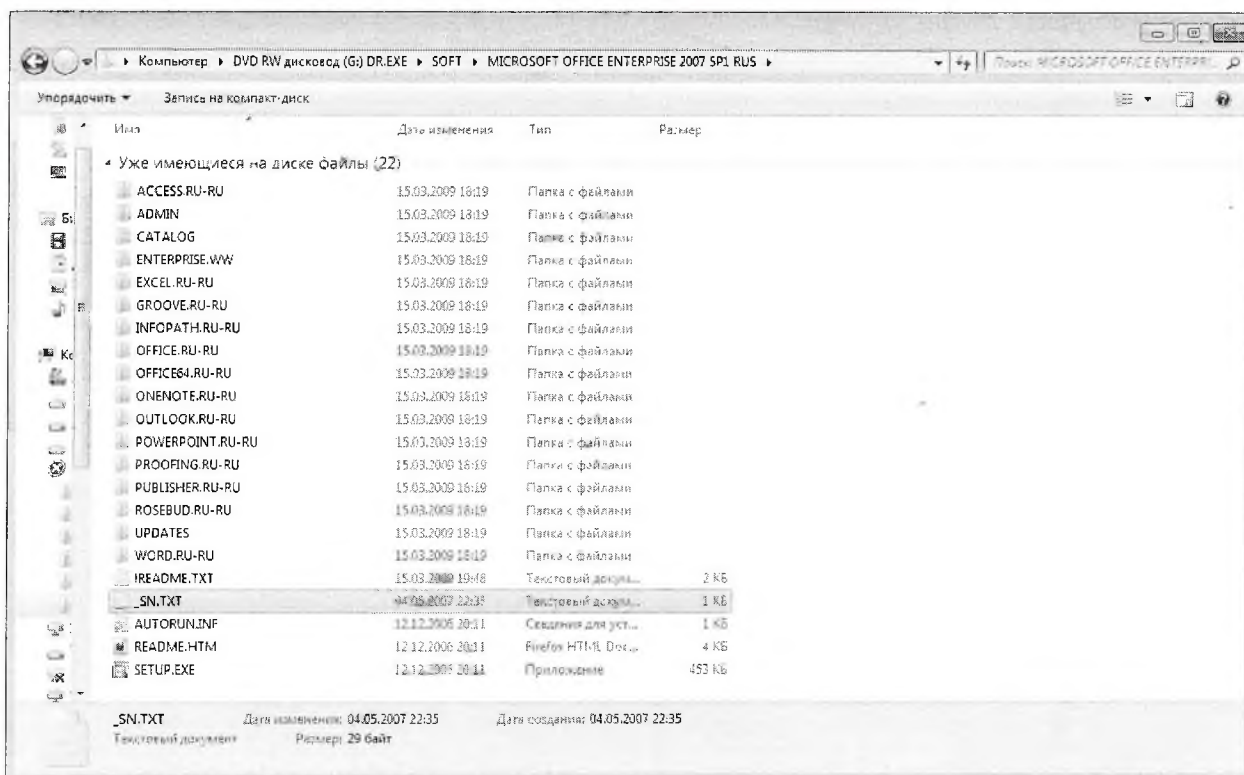 Компьютер ▸ DVD RW дисковод (G:) DR.EXE ▸ SOFT ▸ MICROSOFT OFFICE ENTERPRISE 2007 SP1 RUS ▸ Поиск: MICROSOFT OFFICE ENTERPRI...
Упорядочить Запись на компакт-диск
Имя Дата изменения Тип Размер
Уже имеющиеся на диске файлы (22)
ACCESS.RU-RU 15.03.2009 18:19 Папка с файлами
ADMIN 15.03.2009 18:19 Папка с файлами
CATALOG 15.03.2009 18:19 Папка с файлами
ENTERPRISE.WW 15.03.2009 18:19 Папка с файлами
EXCEL.RU-RU 15.03.2009 18:19 Папка с файлами
GROOVE.RU-RU 15.03.2009 18:19 Папка с файлами
INFOPATH.RU-RU 15.03.2009 18:19 Папка с файлами
OFFICE.RU-RU 15.03.2009 18:19 Папка с файлами
OFFICE64.RU-RU 15.03.2009 18:19 Папка с файлами
ONENOTE.RU-RU 15.03.2009 18:19 Папка с файлами
OUTLOOK.RU-RU 15.03.2009 18:19 Папка с файлами
POWERPOINT.RU-RU 15.03.2009 18:19 Папка с файлами
PROOFING.RU-RU 15.03.2009 18:19 Папка с файлами
PUBLISHER.RU-RU 15.03.2009 18:19 Папка с файлами
ROSEBUD.RU-RU 15.03.2009 18:19 Папка с файлами
UPDATES 15.03.2009 18:19 Папка с файлами
WORD.RU-RU 15.03.2009 18:19 Папка с файлами
!README.TXT 15.03.2009 19:48 Текстовый докум... 2 КБ
_SN.TXT 04.05.2007 22:35 Текстовый докум... 1 КБ
AUTORUN.INF 12.12.2006 20:11 Сведения для уст... 1 КБ
README.HTM 12.12.2006 20:11 Firefox HTML Doc... 4 КБ
SETUP.EXE 12.12.2006 20:11 Приложение 453 КБ
_SN.TXT Дата изменения: 04.05.2007 22:35 Дата создания: 04.05.2007 22:35
Текстовый документ Размер: 29 байт